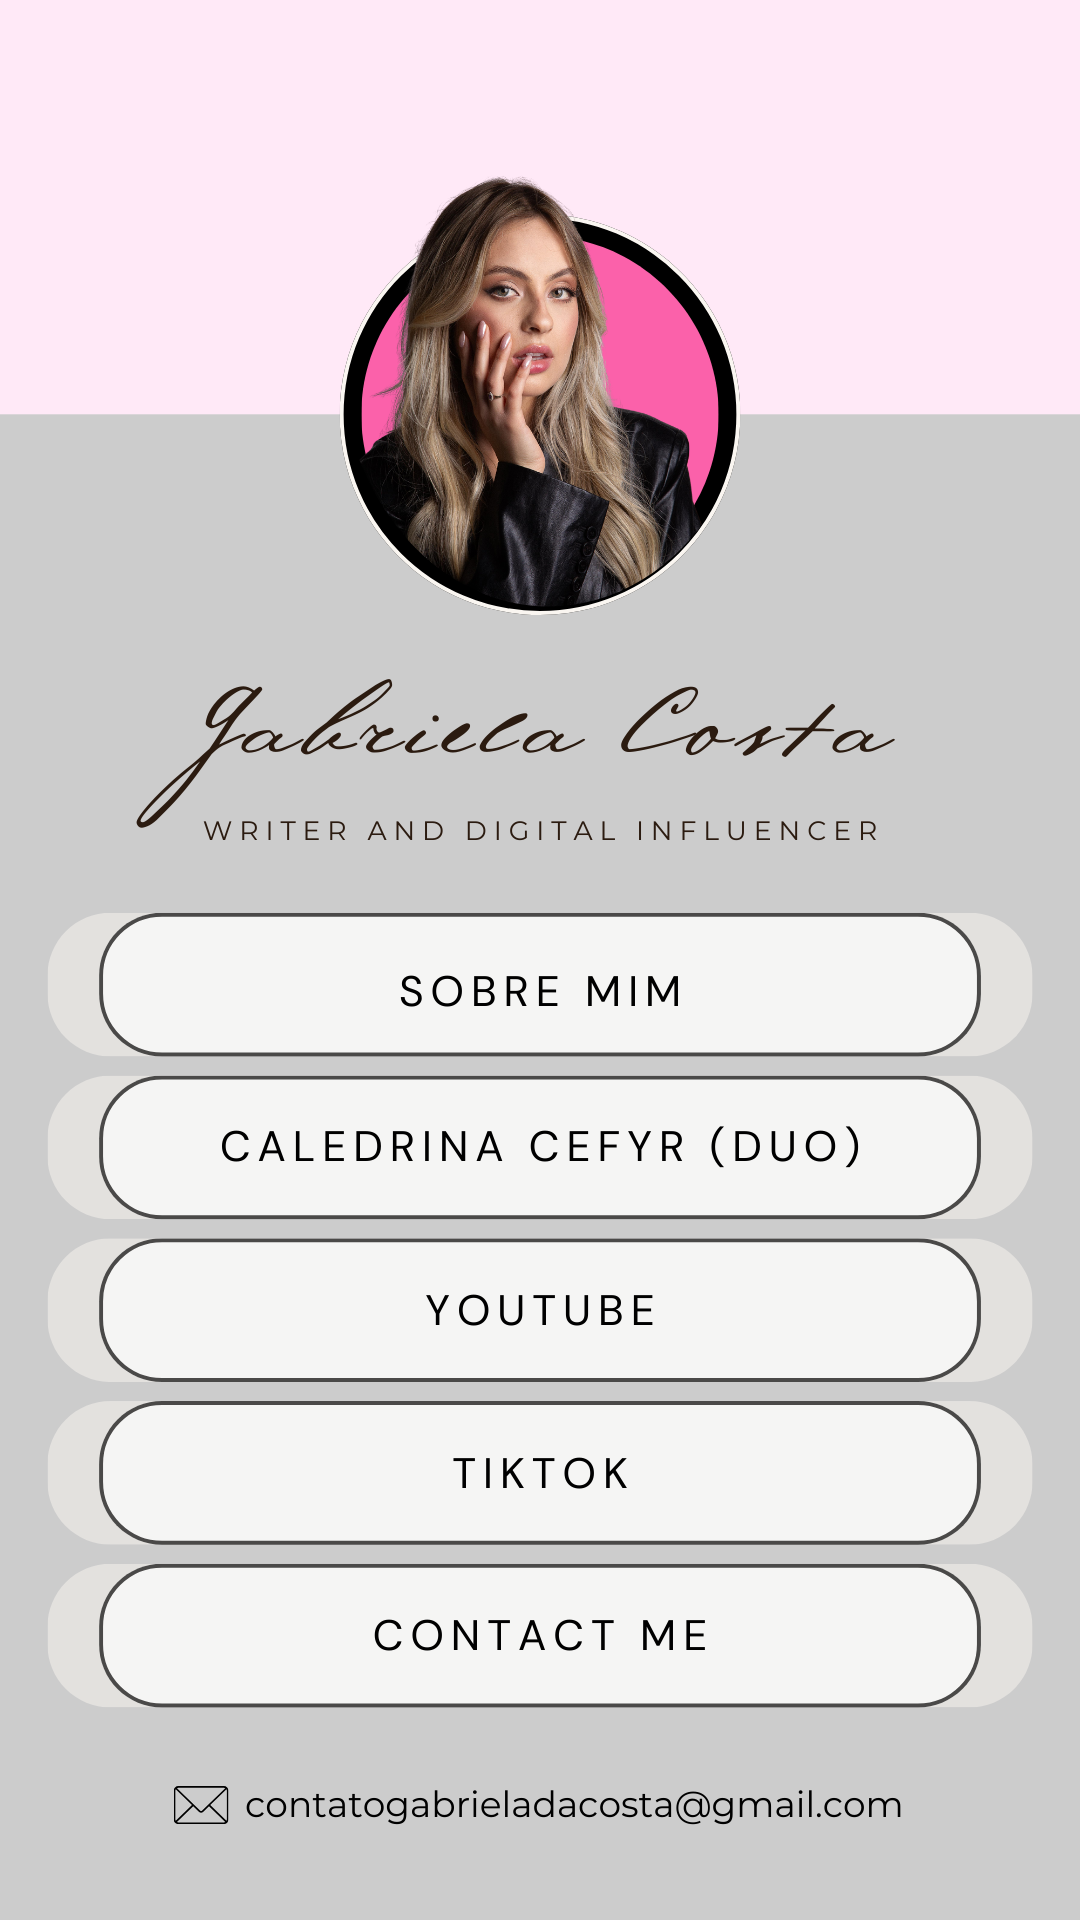 Gabriela Costa
WRITER AND DIGITAL INFLUENCER
SOBRE MIM
CALEDRINA CEFYR (DUO)
YOUTUBE
TIKTOK
CONTACT ME
contatogabrieladacosta@gmail.com